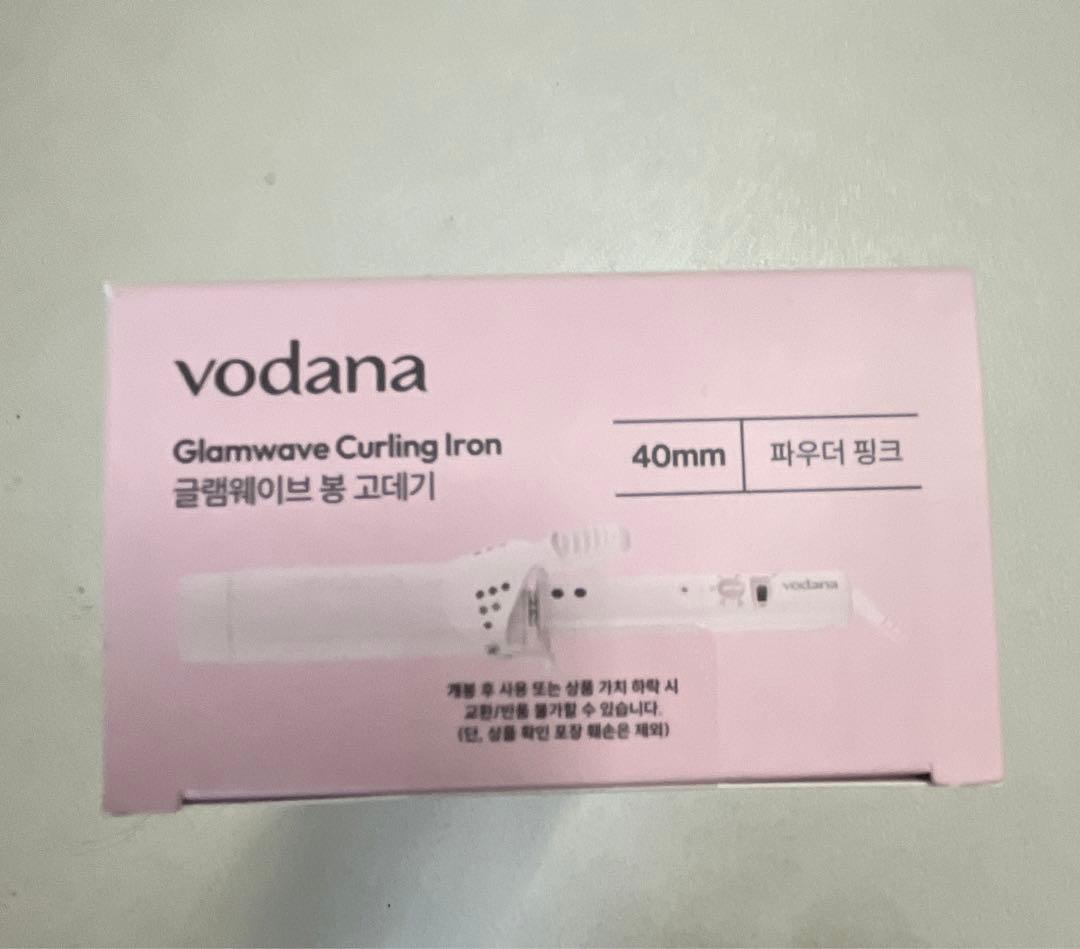 vodana
Glamwave Curling Iron
글램웨이브 봉 고데기
40mm
파우더 핑크
vodana
개봉 후 사용 또는 상품 가치 하락 시
교환/반품 불가할 수 있습니다.
(단, 상품 확인 포장 훼손은 제외)